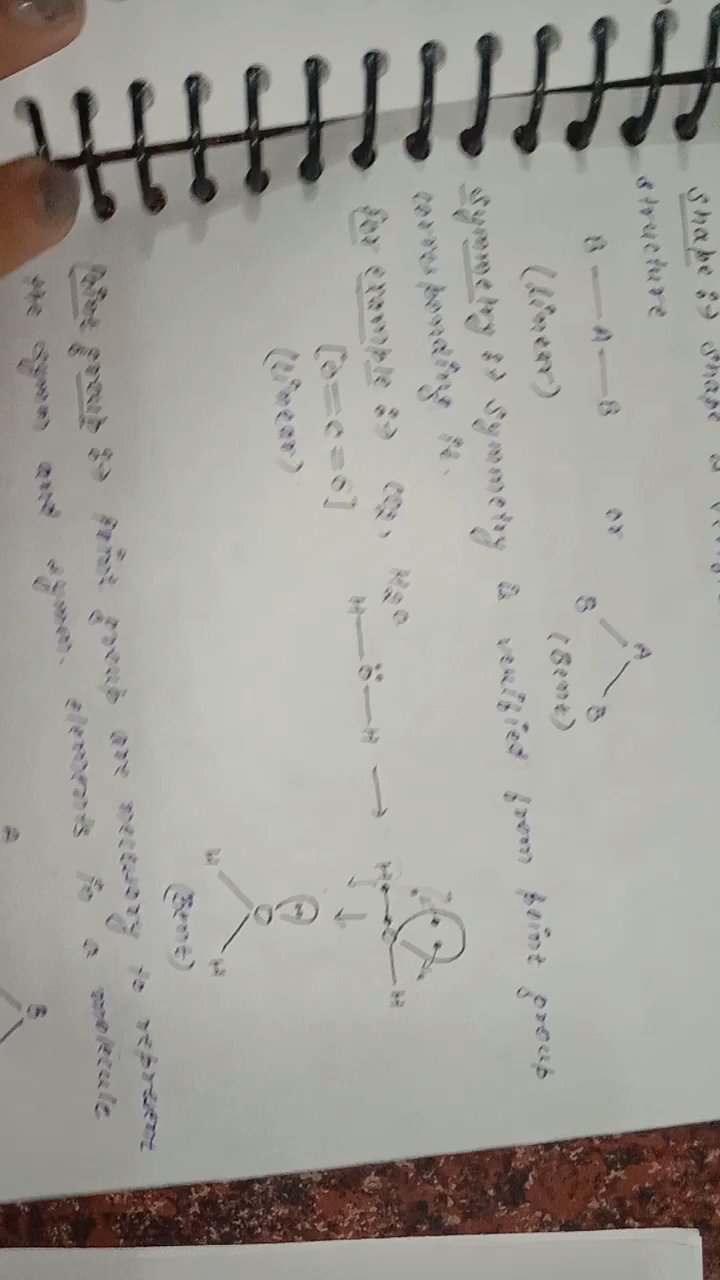 shape :→ shape
structure
B — A — B or A B B
(linear) (Bent)
symmetry :→ symmetry is verified from point group
corresponding it.
for example :→ CO2, H2O
[O=C=O] H—O—H → H O H
(linear) H O H
(Bent)
Point group :→ Point group are necessary to represent
the symm and symm. elements in a molecule
B